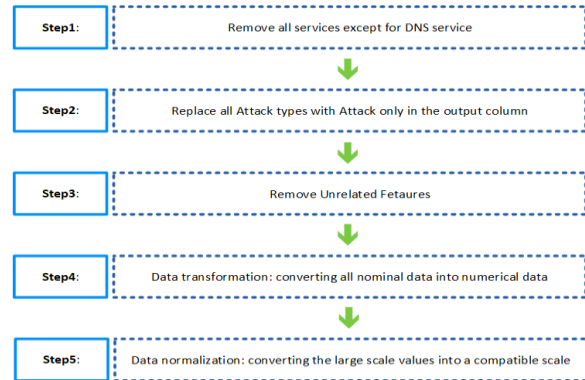 Step1: Remove all services except for DNS service
Step2: Replace all Attack types with Attack only in the output column
Step3: Remove Unrelated Fetaures
Step4: Data transformation: converting all nominal data into numerical data
Step5: Data normalization: converting the large scale values into a compatible scale